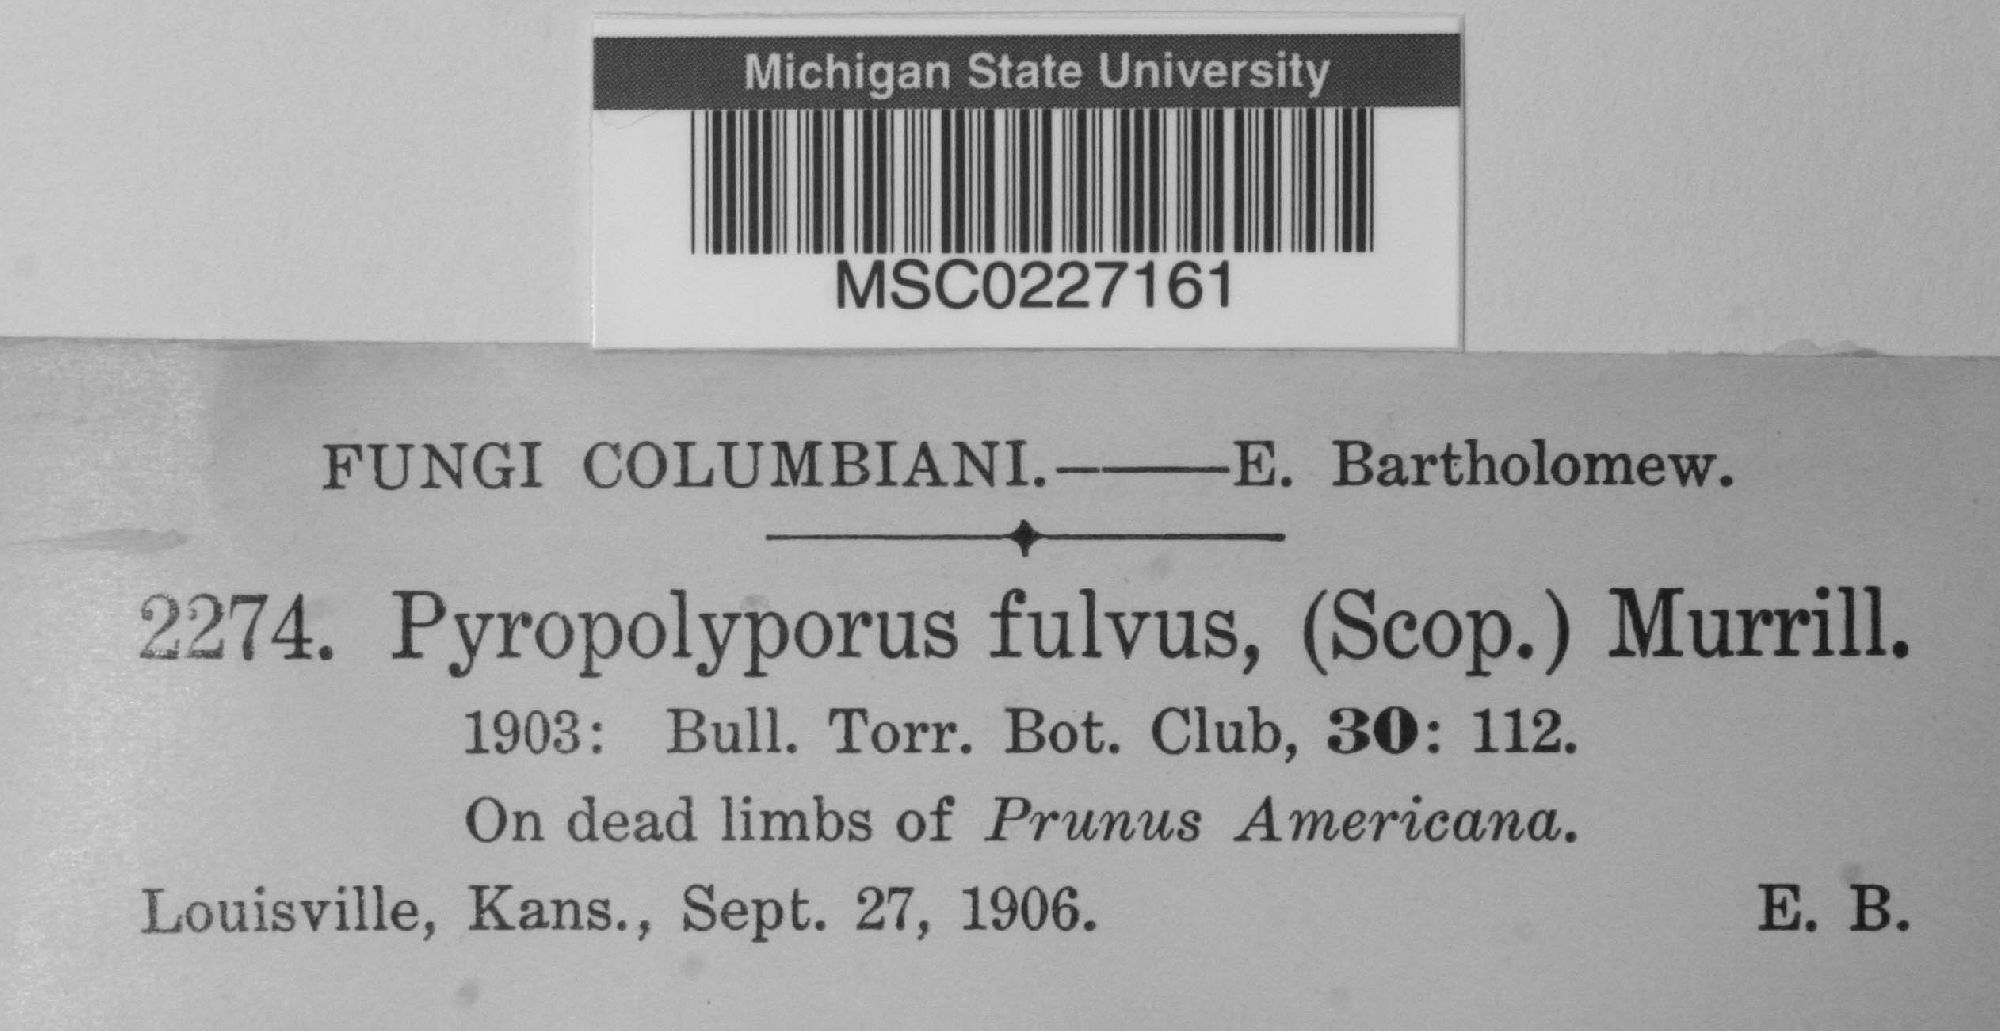 Michigan State University
MSC0227161
FUNGI COLUMBIANI.———E. Bartholomew.
2274. Pyropolyporus fulvus, (Scop.) Murrill.
1903: Bull. Torr. Bot. Club, 30: 112.
On dead limbs of Prunus Americana.
Louisville, Kans., Sept. 27, 1906. E. B.